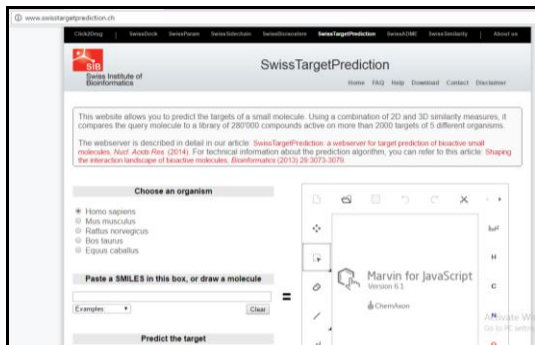 www.swisstargetprediction.ch
Click2Drug SwissDock SwissParam SwissSidechain SwissBioisostere SwissTargetPrediction SwissADME SwissSimilarity About us
SIB
Swiss Institute of
Bioinformatics
SwissTargetPrediction
Home FAQ Help Download Contact Disclaimer
This website allows you to predict the targets of a small molecule. Using a combination of 2D and 3D similarity measures, it
compares the query molecule to a library of 280'000 compounds active on more than 2000 targets of 5 different organisms.
The webserver is described in detail in our article: SwissTargetPrediction: a webserver for target prediction of bioactive small
molecules, Nucl. Acids Res. (2014). For technical information about the prediction algorithm, you can refer to this article: Shaping
the interaction landscape of bioactive molecules, Bioinformatics (2013) 29:3073-3079.
Choose an organism
Homo sapiens
Mus musculus
Rattus norvegicus
Bos taurus
Equus caballus
Paste a SMILES in this box, or draw a molecule
Examples:
Clear
=
Predict the target
Marvin for JavaScript
Version 6.1
ChemAxon
H
C
N
O
Activate W
Go to PC setting